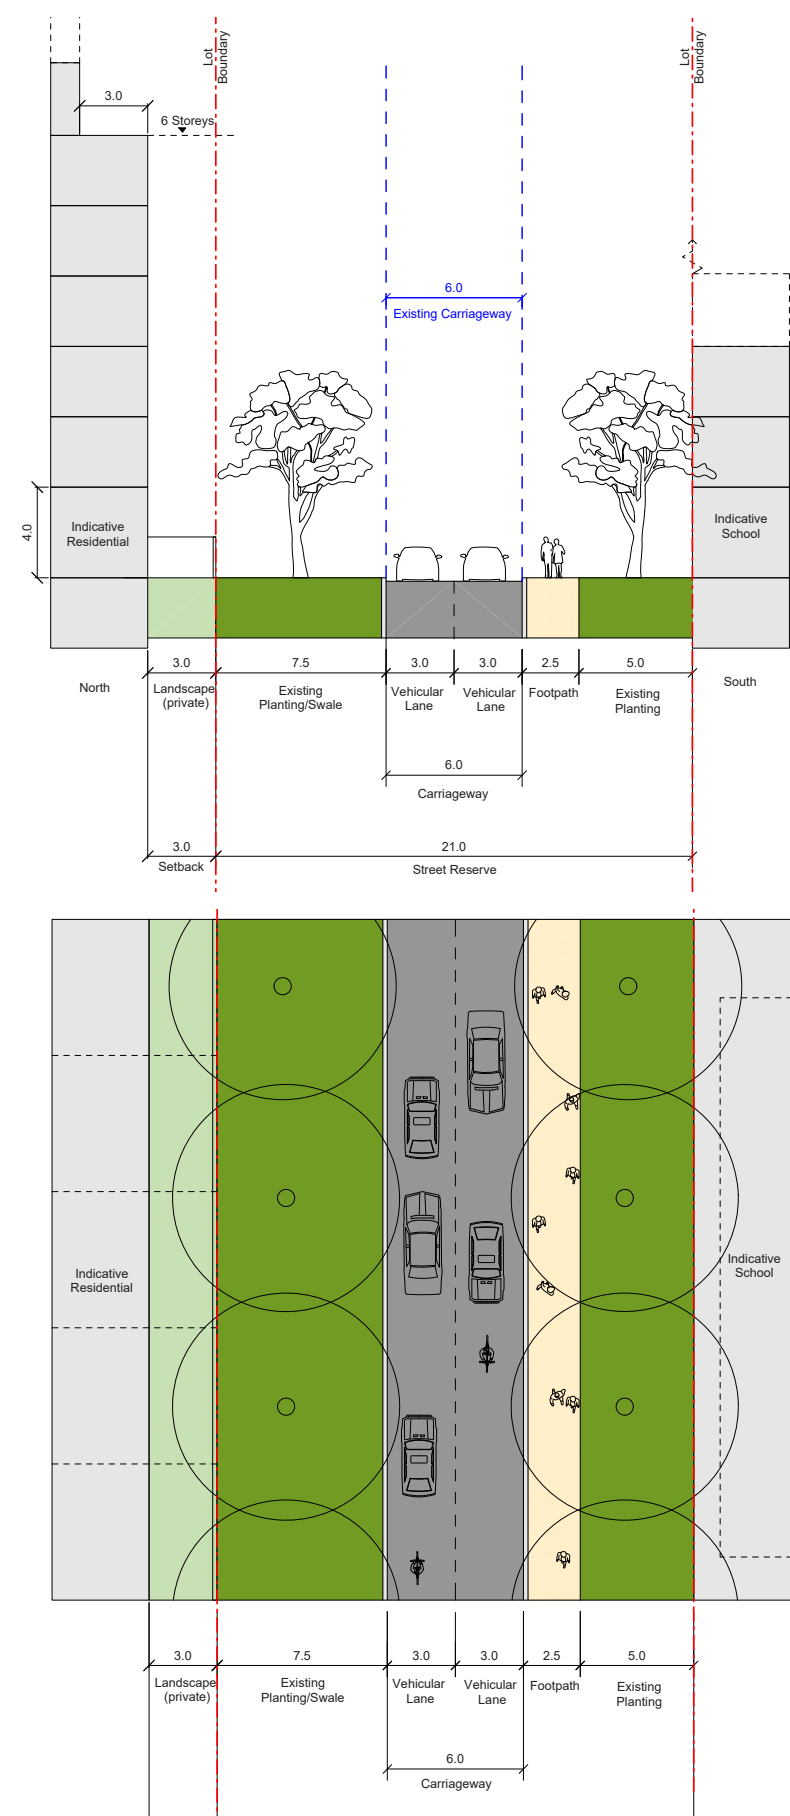 Lot
Boundary
Lot
Boundary
3.0
6 Storeys
6.0
Existing Carriageway
4.0
Indicative
Residential
Indicative
School
3.0
7.5
3.0
3.0
2.5
5.0
North
Landscape
(private)
Existing
Planting/Swale
Vehicular
Lane
Vehicular
Lane
Footpath
Existing
Planting
South
6.0
Carriageway
3.0
21.0
Setback
Street Reserve
Indicative
Residential
Indicative
School
3.0
7.5
3.0
3.0
2.5
5.0
Landscape
(private)
Existing
Planting/Swale
Vehicular
Lane
Vehicular
Lane
Footpath
Existing
Planting
6.0
Carriageway